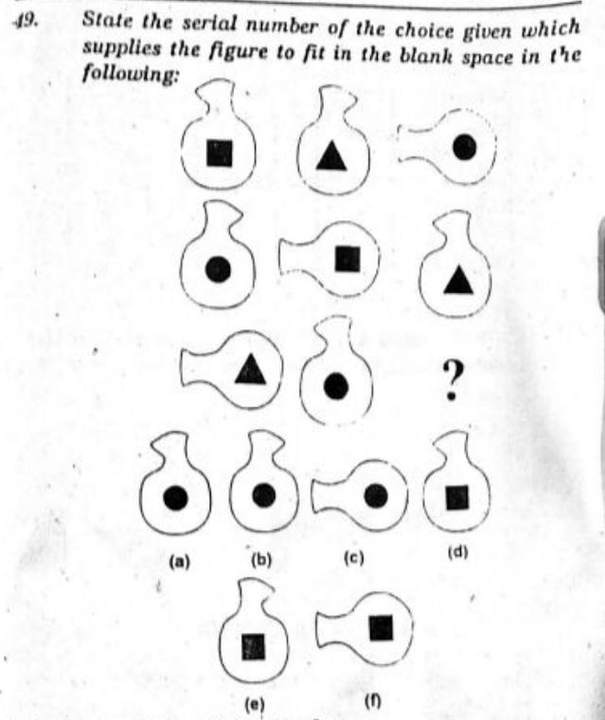 49. State the serial number of the choice given which
supplies the figure to fit in the blank space in the
following:
?
(a) (b) (c) (d)
(e) (f)